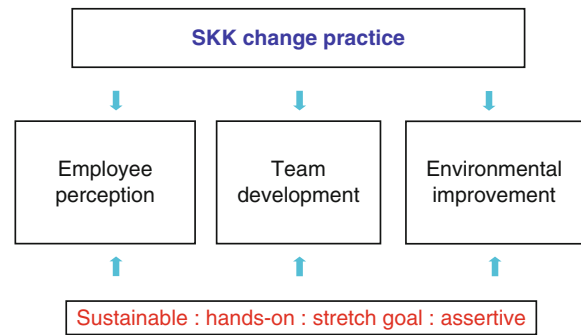 SKK change practice
Employee
perception
Team
development
Environmental
improvement
Sustainable : hands-on : stretch goal : assertive